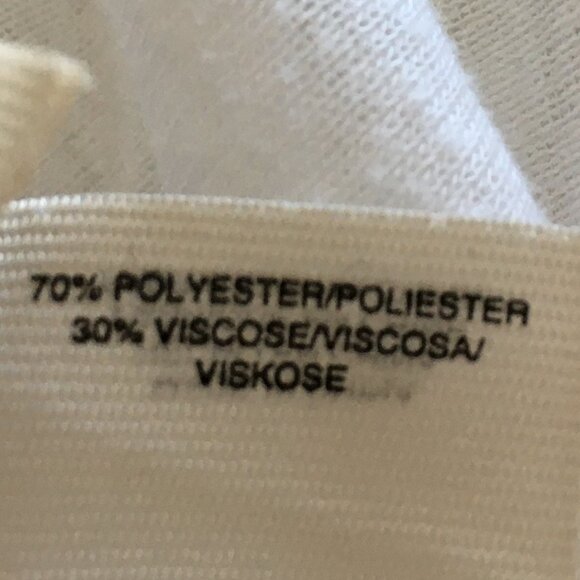 70% POLYESTER/POLIESTER
30% VISCOSE/VISCOSA/
VISKOSE